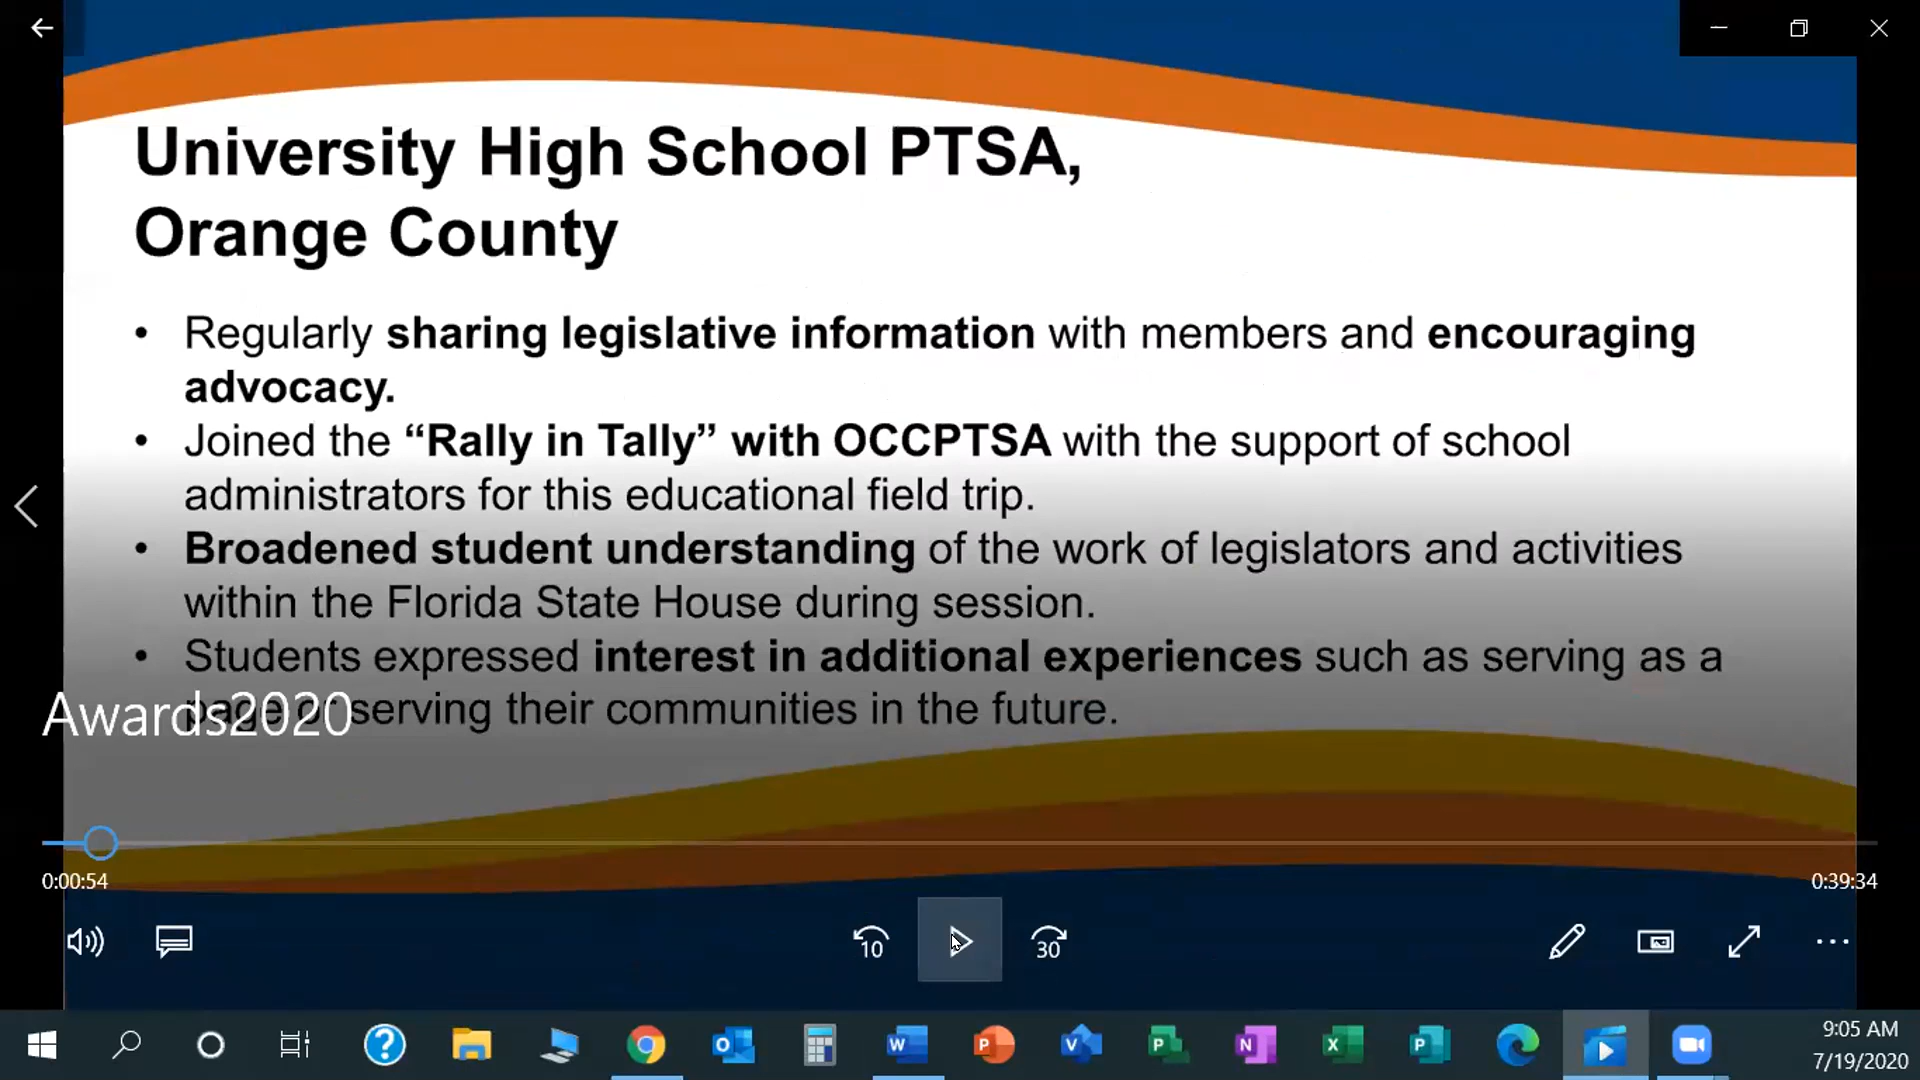 University High School PTSA,
Orange County
• Regularly sharing legislative information with members and encouraging
advocacy.
• Joined the “Rally in Tally” with OCCPTSA with the support of school
administrators for this educational field trip.
• Broadened student understanding of the work of legislators and activities
within the Florida State House during session.
• Students expressed interest in additional experiences such as serving as a
page or serving their communities in the future.
Awards2020
0:00:54
0:39:34
10
30
9:05 AM
7/19/2020